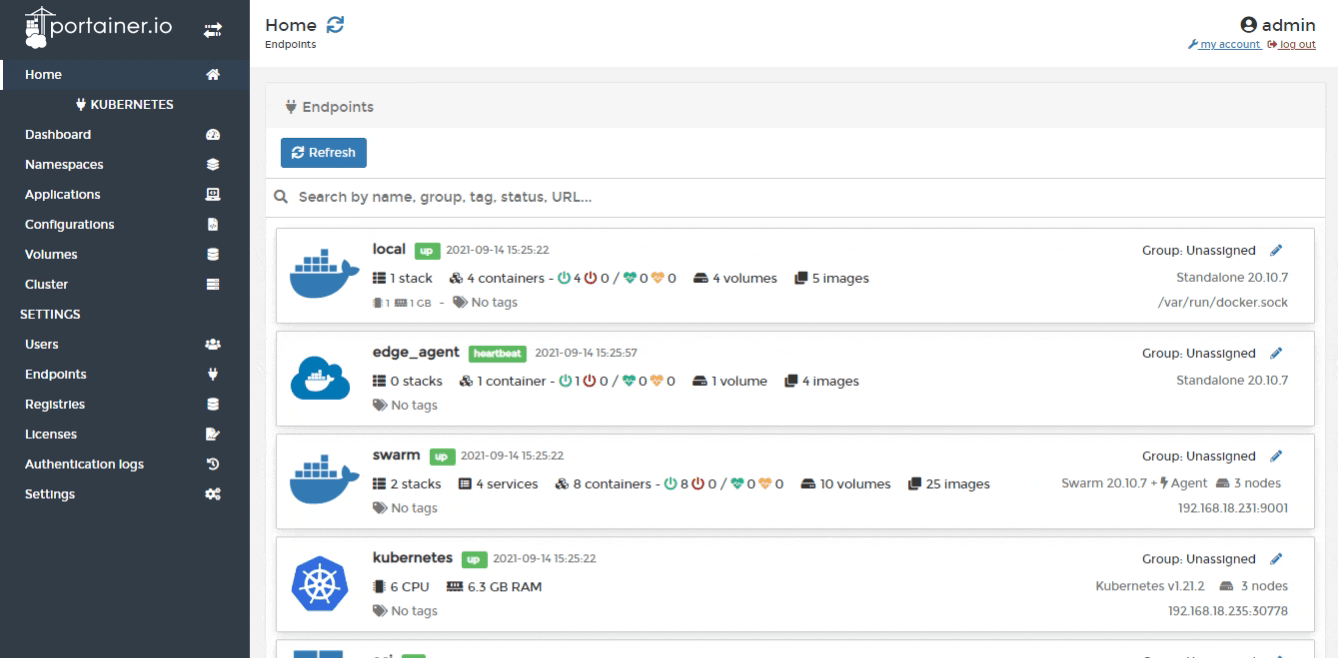 portainer.io
Home
KUBERNETES
Dashboard
Namespaces
Applications
Configurations
Volumes
Cluster
SETTINGS
Users
Endpoints
Registries
Licenses
Authentication logs
Settings
Home
Endpoints
admin
my account log out
Endpoints
Refresh
Search by name, group, tag, status, URL...
local up 2021-09-14 15:25:22 Group: Unassigned
1 stack 4 containers - 4 0 / 0 0 4 volumes 5 images Standalone 20.10.7
1 1 GB - No tags /var/run/docker.sock
edge_agent heartbeat 2021-09-14 15:25:57 Group: Unassigned
0 stacks 1 container - 1 0 / 0 0 1 volume 4 images Standalone 20.10.7
No tags
swarm up 2021-09-14 15:25:22 Group: Unassigned
2 stacks 4 services 8 containers - 8 0 / 0 0 10 volumes 25 images Swarm 20.10.7 + Agent 3 nodes
No tags 192.168.18.231:9001
kubernetes up 2021-09-14 15:25:22 Group: Unassigned
6 CPU 6.3 GB RAM Kubernetes v1.21.2 3 nodes
No tags 192.168.18.235:30778